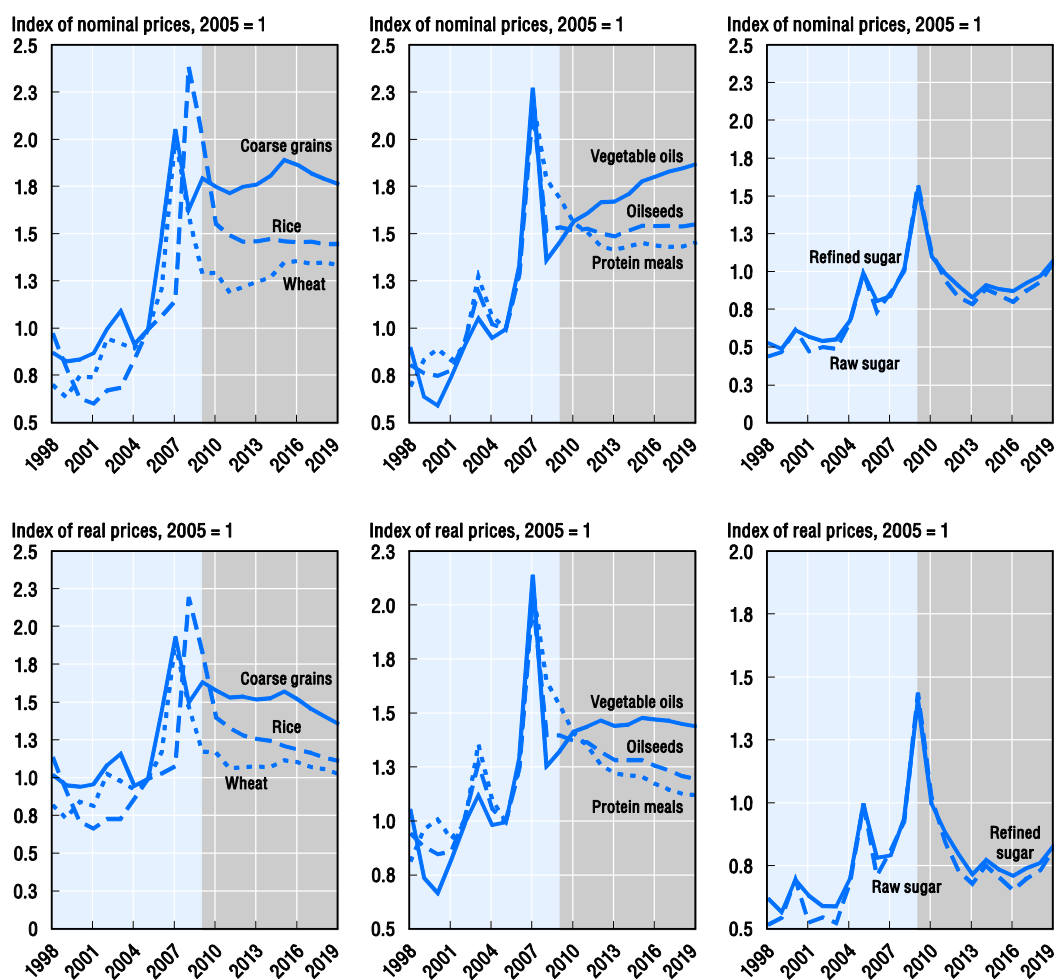 Index of nominal prices, 2005 = 1
2.5
2.3
2.0
1.8
1.5
1.3
1.0
0.8
0.5
Coarse grains
Rice
Wheat
1998 2001 2004 2007 2010 2013 2016 2019
Index of nominal prices, 2005 = 1
2.5
2.3
2.0
1.8
1.5
1.3
1.0
0.8
0.5
Vegetable oils
Oilseeds
Protein meals
1998 2001 2004 2007 2010 2013 2016 2019
Index of nominal prices, 2005 = 1
2.5
2.3
2.0
1.8
1.5
1.3
1.0
0.8
0.5
0.3
0
Refined sugar
Raw sugar
1998 2001 2004 2007 2010 2013 2016 2019
Index of real prices, 2005 = 1
2.5
2.3
2.0
1.8
1.5
1.3
1.0
0.8
0.5
0.3
0
Coarse grains
Rice
Wheat
1998 2001 2004 2007 2010 2013 2016 2019
Index of real prices, 2005 = 1
2.3
2.0
1.8
1.5
1.3
1.0
0.8
0.5
Vegetable oils
Oilseeds
Protein meals
1998 2001 2004 2007 2010 2013 2016 2019
Index of real prices, 2005 = 1
2.0
1.8
1.5
1.3
1.0
0.8
0.5
Refined
sugar
Raw sugar
1998 2001 2004 2007 2010 2013 2016 2019